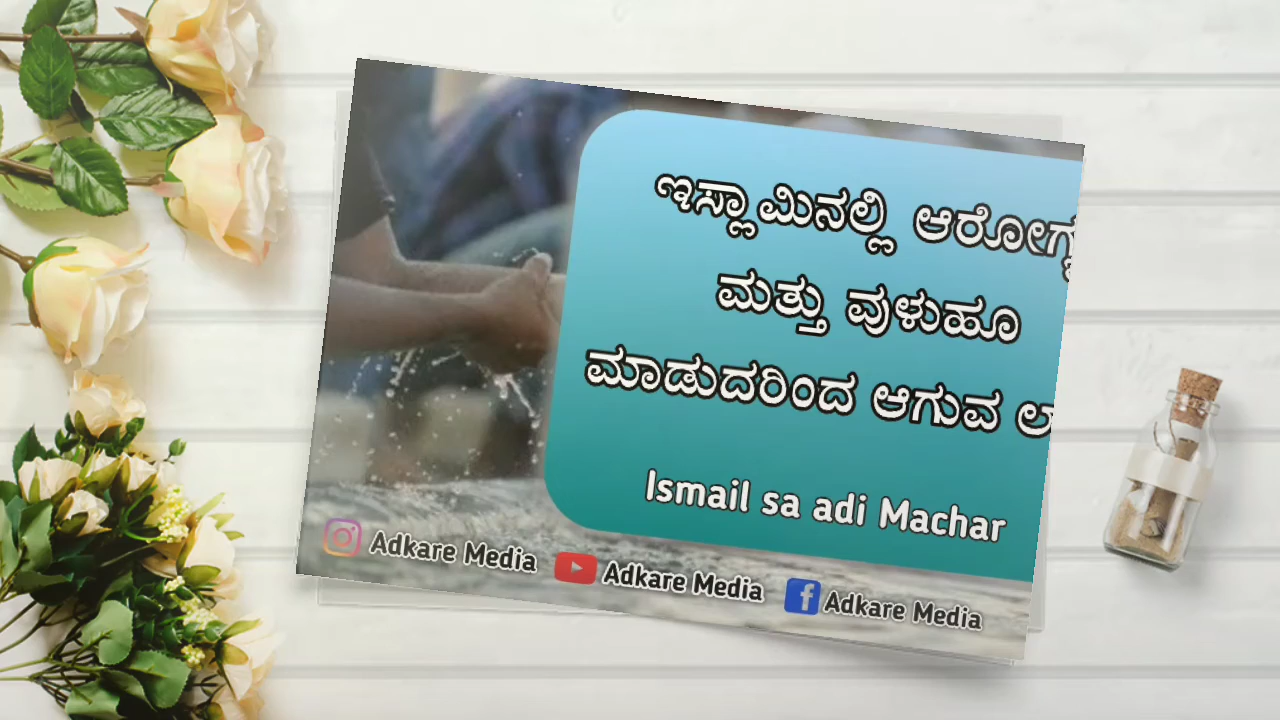 ಇಸ್ಲಾಮಿನಲ್ಲಿ
ಮತ್ತು ವುಳುಹೂ
ಮಾಡುದರಿಂದ ಆಗುವ
Ismail sa adi Machar
Adkare Media Adkare Media Adkare Media